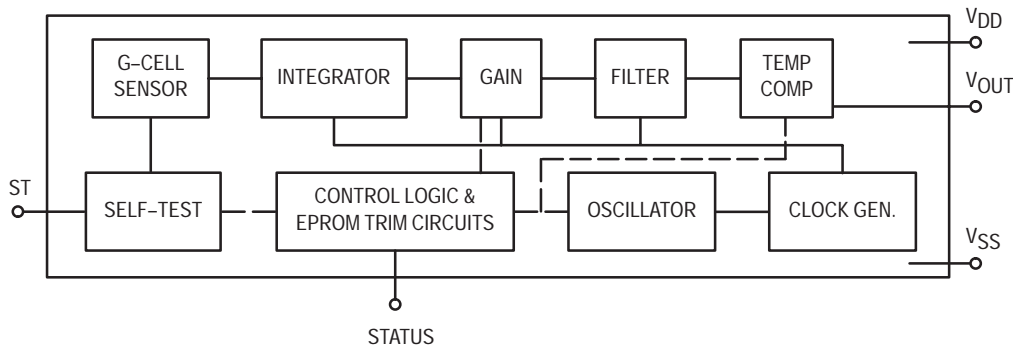 VDD
G–CELL
SENSOR
INTEGRATOR
GAIN
FILTER
TEMP
COMP
VOUT
ST
SELF–TEST
CONTROL LOGIC &
EPROM TRIM CIRCUITS
OSCILLATOR
CLOCK GEN.
VSS
STATUS